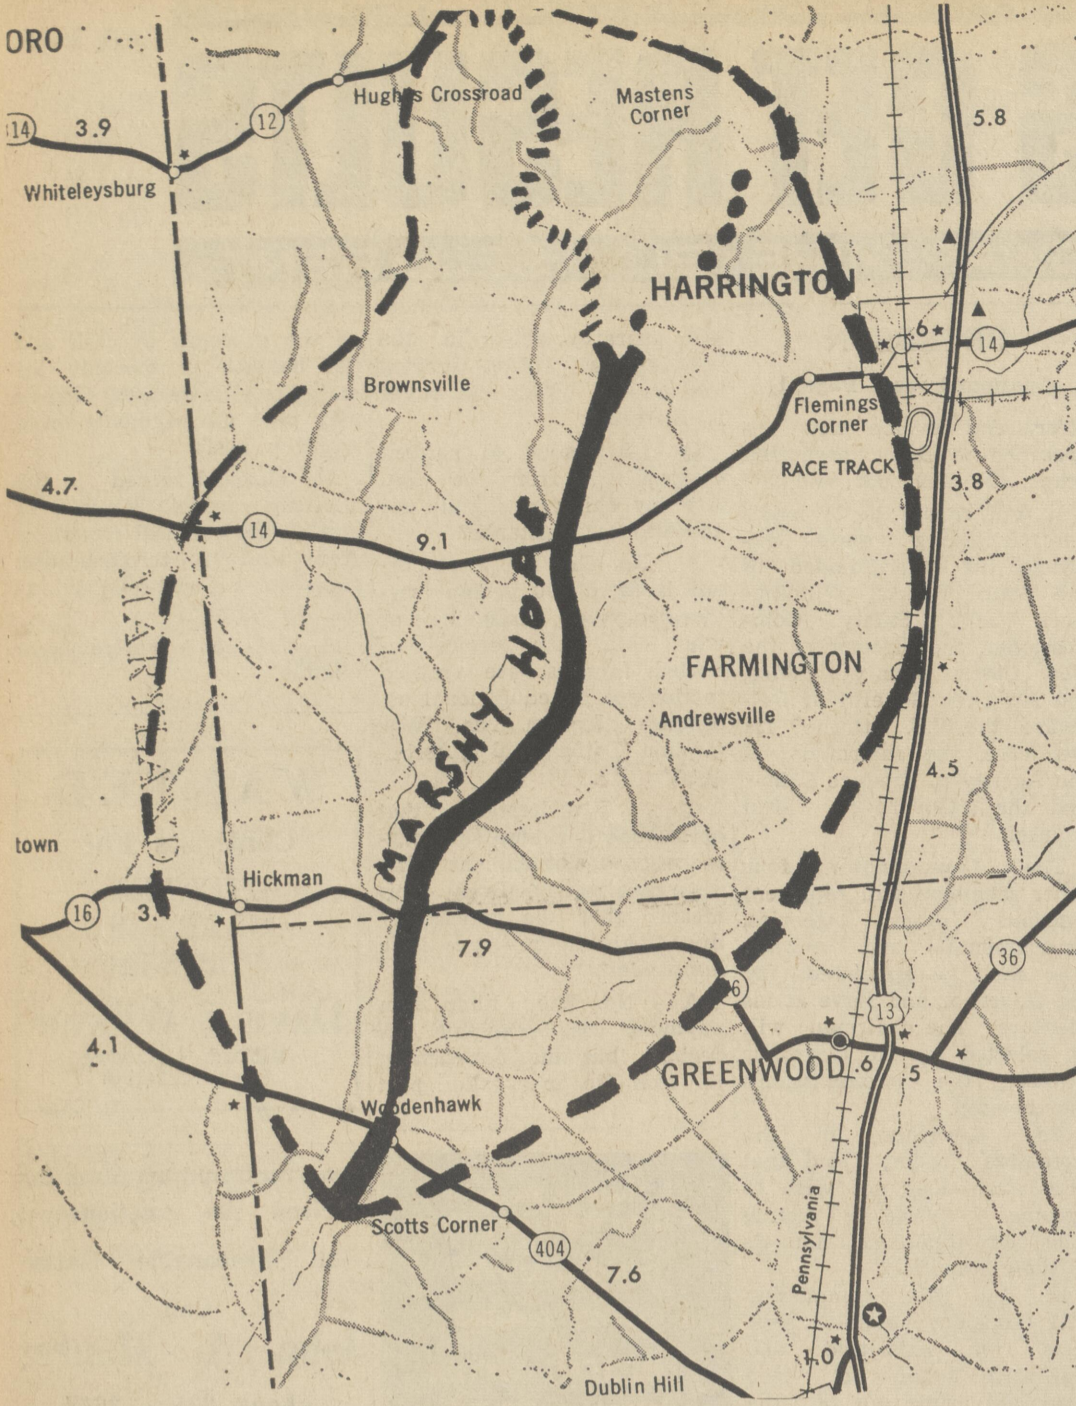 ORO
5.8
Hughes Crossroad
Mastens
Corner
14
3.9
12
Whiteleysburg
HARRINGTON
.6
14
Brownsville
Flemings
Corner
RACE TRACK
4.7
3.8
14
9.1
MARYLAND
MARSHY HOPE
FARMINGTON
Andrewsville
4.5
town
Hickman
16
3.
7.9
36
6
13
4.1
GREENWOOD
.6
.5
Woodenhawk
Scotts Corner
404
7.6
Pennsylvania
1.0
Dublin Hill